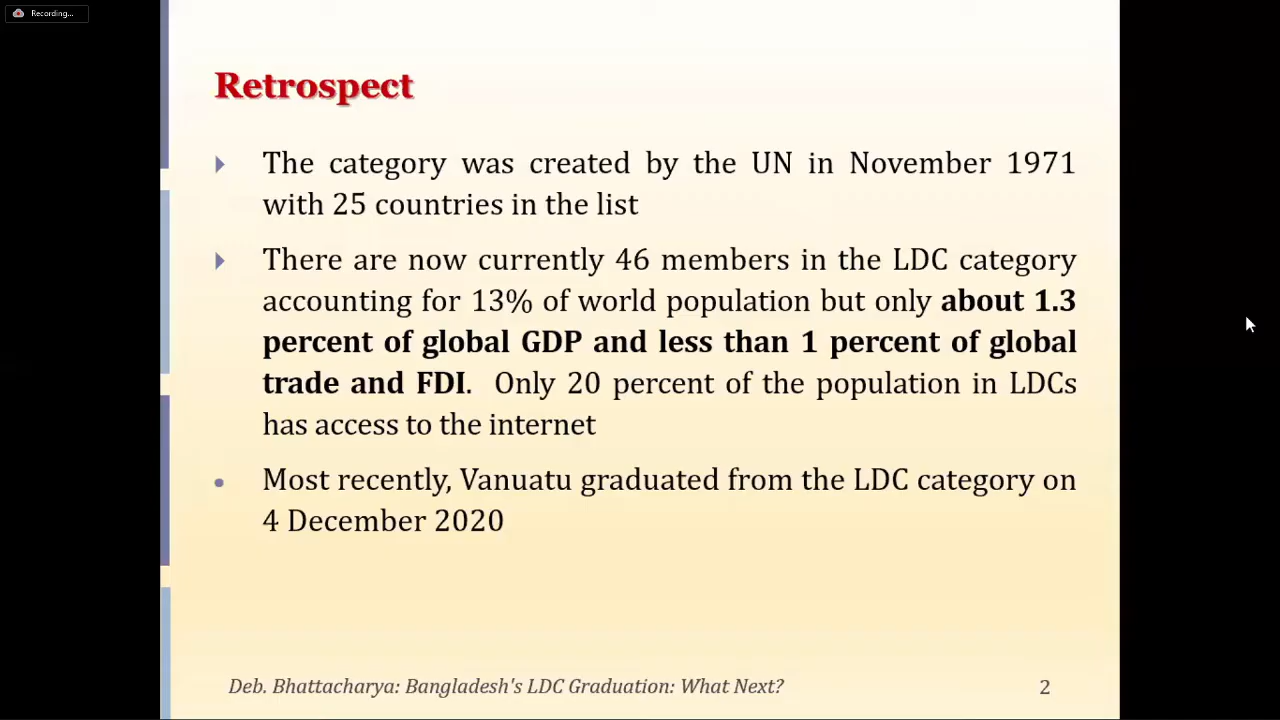 Recording...
Retrospect
The category was created by the UN in November 1971
with 25 countries in the list
There are now currently 46 members in the LDC category
accounting for 13% of world population but only about 1.3
percent of global GDP and less than 1 percent of global
trade and FDI. Only 20 percent of the population in LDCs
has access to the internet
Most recently, Vanuatu graduated from the LDC category on
4 December 2020
Deb. Bhattacharya: Bangladesh's LDC Graduation: What Next?
2